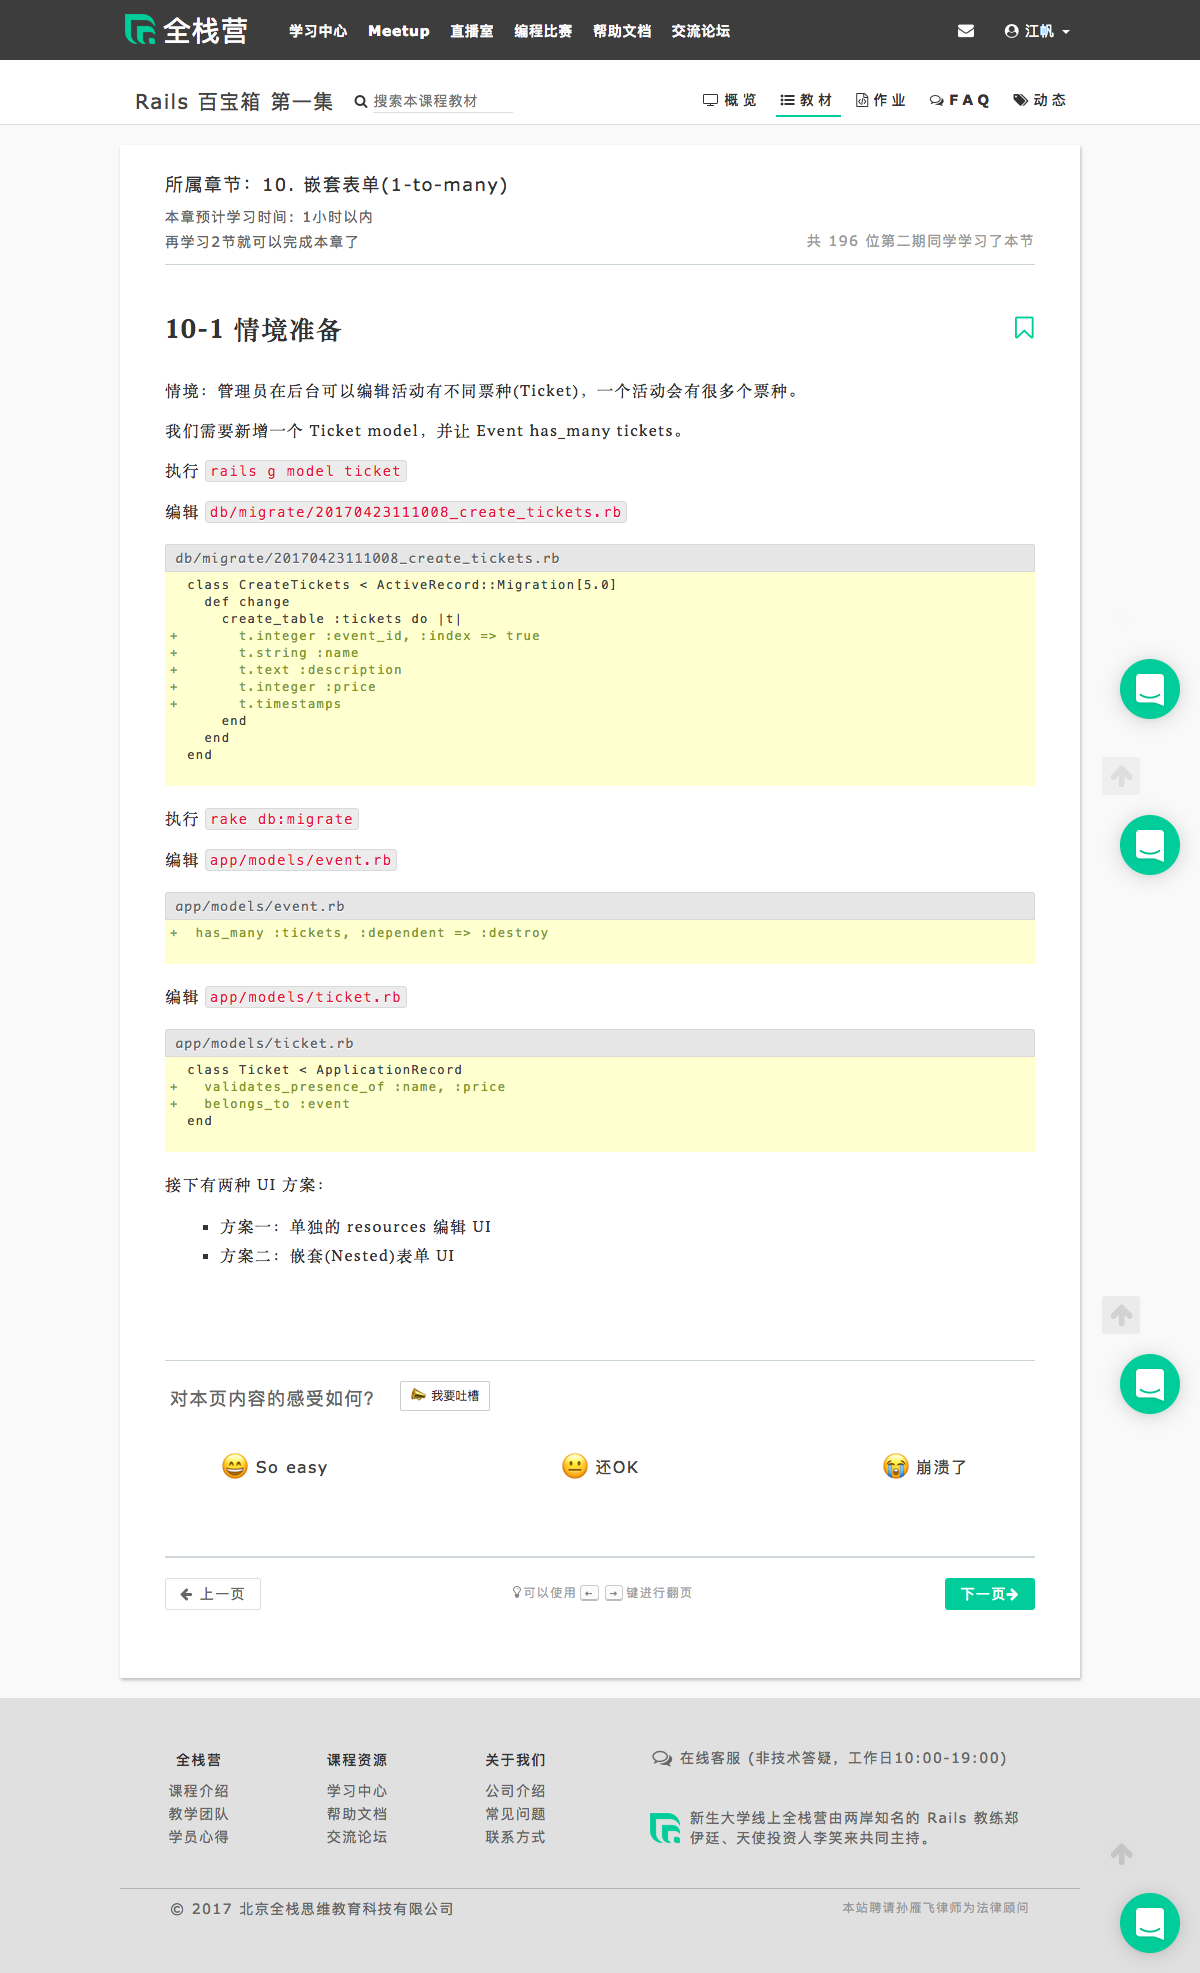 全栈营 学习中心 Meetup 直播室 编程比赛 帮助文档 交流论坛 江帆
Rails 百宝箱 第一集 搜索本课程教材 概览 教材 作业 FAQ 动态
所属章节：10. 嵌套表单(1-to-many)
本章预计学习时间：1小时以内
再学习2节就可以完成本章了 共 196 位第二期同学学习了本节
10-1 情境准备
情境：管理员在后台可以编辑活动有不同票种(Ticket)，一个活动会有很多个票种。
我们需要新增一个 Ticket model，并让 Event has_many tickets。
执行 rails g model ticket
编辑 db/migrate/20170423111008_create_tickets.rb
db/migrate/20170423111008_create_tickets.rb
  class CreateTickets < ActiveRecord::Migration[5.0]
    def change
      create_table :tickets do |t|
+       t.integer :event_id, :index => true
+       t.string :name
+       t.text :description
+       t.integer :price
+       t.timestamps
      end
    end
  end
执行 rake db:migrate
编辑 app/models/event.rb
app/models/event.rb
+  has_many :tickets, :dependent => :destroy
编辑 app/models/ticket.rb
app/models/ticket.rb
  class Ticket < ApplicationRecord
+   validates_presence_of :name, :price
+   belongs_to :event
  end
接下有两种 UI 方案：
▪ 方案一：单独的 resources 编辑 UI
▪ 方案二：嵌套(Nested)表单 UI
对本页内容的感受如何？ 我要吐槽
So easy 还OK 崩溃了
← 上一页 可以使用 ← → 键进行翻页 下一页→
全栈营 课程资源 关于我们 在线客服 (非技术答疑，工作日10:00-19:00)
课程介绍 学习中心 公司介绍
教学团队 帮助文档 常见问题 新生大学线上全栈营由两岸知名的 Rails 教练郑
学员心得 交流论坛 联系方式 伊廷、天使投资人李笑来共同主持。
© 2017 北京全栈思维教育科技有限公司 本站聘请孙雁飞律师为法律顾问